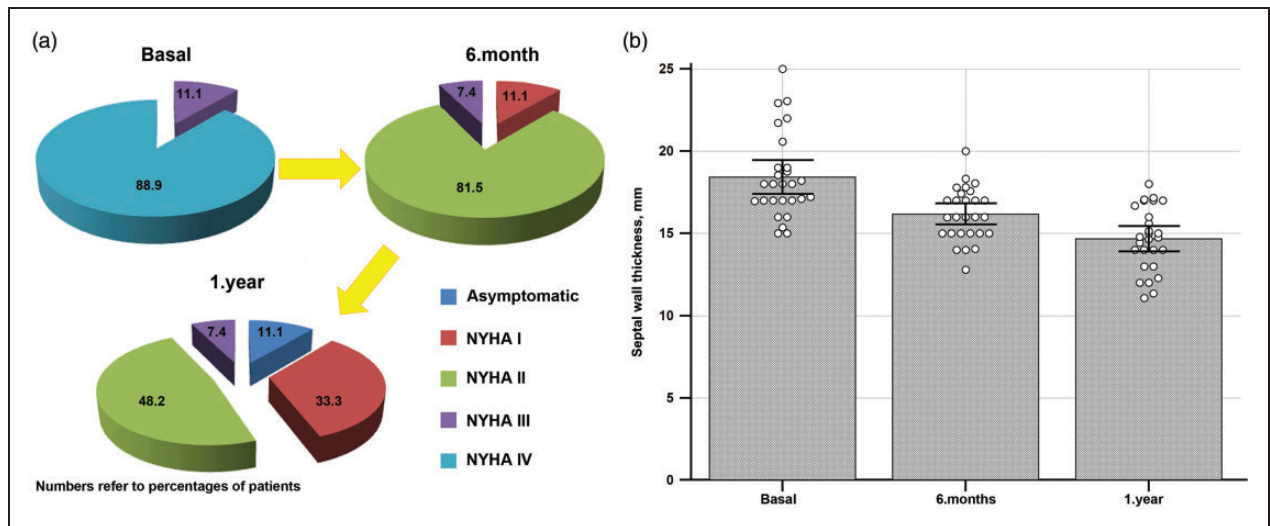 (a)
Basal
11.1
88.9
6.month
7.4
11.1
81.5
1.year
7.4
11.1
48.2
33.3
Asymptomatic
NYHA I
NYHA II
NYHA III
NYHA IV
Numbers refer to percentages of patients
(b)
Septal wall thickness, mm
25
20
15
10
5
0
Basal
6.months
1.year